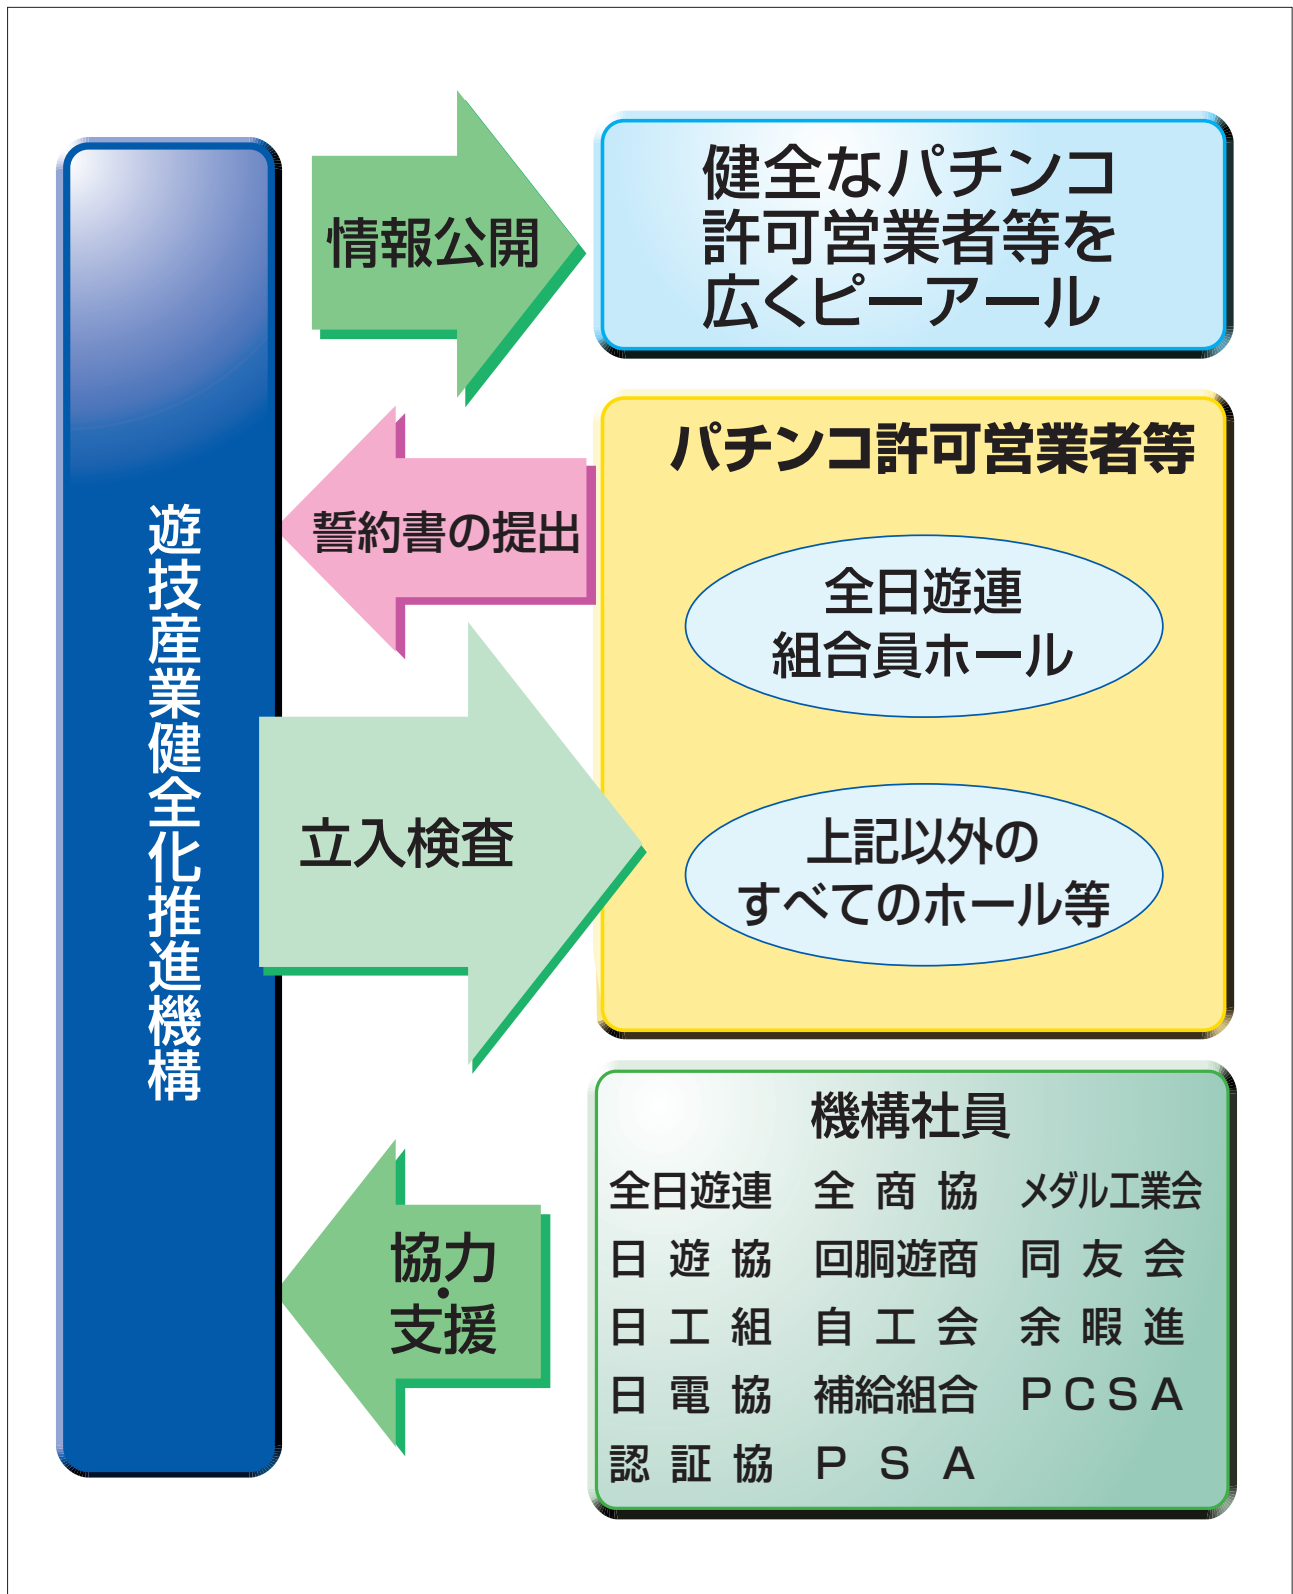 遊技産業健全化推進機構
情報公開
健全なパチンコ
許可営業者等を
広くピーアール
誓約書の提出
パチンコ許可営業者等
全日遊連
組合員ホール
立入検査
上記以外の
すべてのホール等
協力
・
支援
機構社員
全日遊連 全商協 メダル工業会
日遊協 回胴遊商 同友会
日工組 自工会 余暇進
日電協 補給組合 PCSA
認証協 PSA